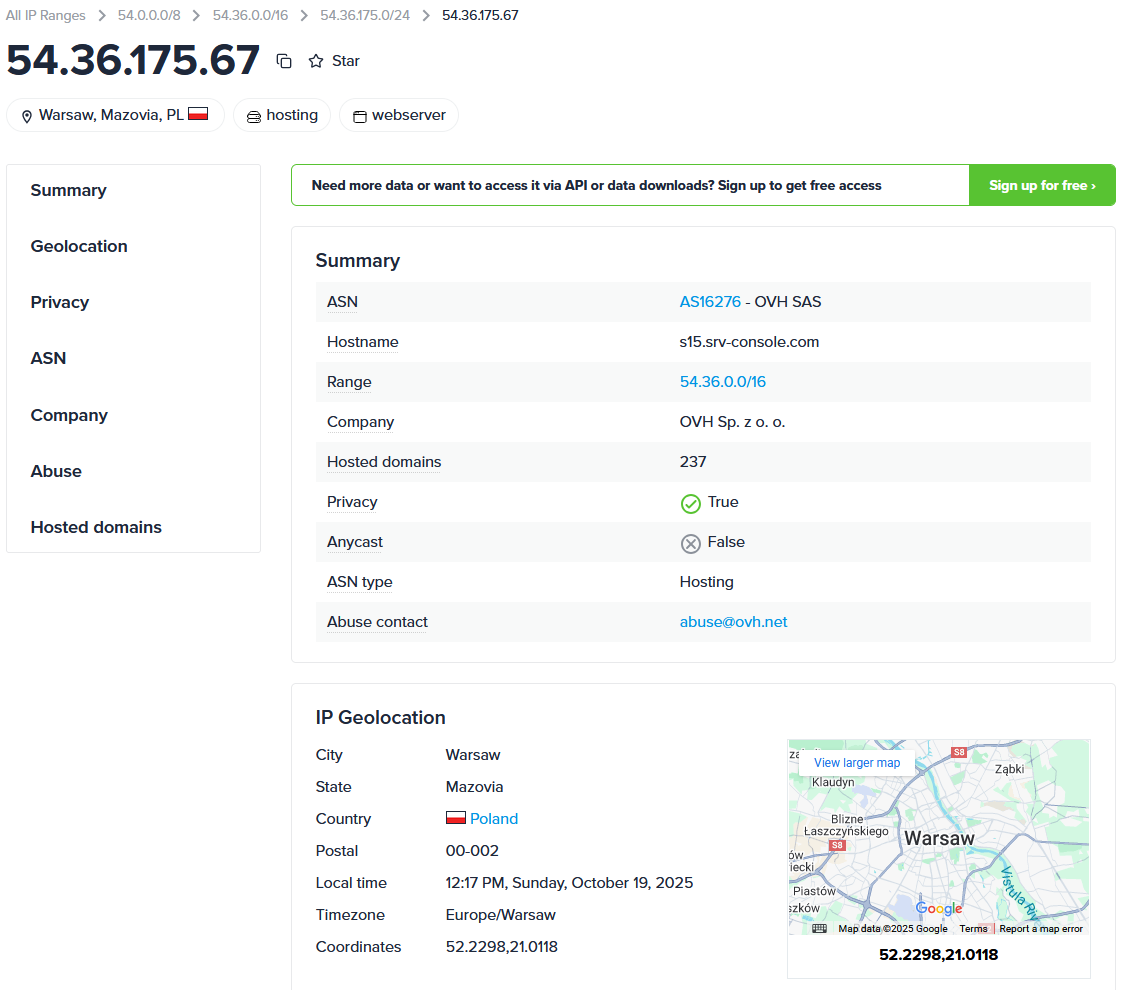 All IP Ranges > 54.0.0.0/8 > 54.36.0.0/16 > 54.36.175.0/24 > 54.36.175.67
54.36.175.67 Star
Warsaw, Mazovia, PL hosting webserver
Summary
Geolocation
Privacy
ASN
Company
Abuse
Hosted domains
Need more data or want to access it via API or data downloads? Sign up to get free access Sign up for free ›
Summary
ASN AS16276 - OVH SAS
Hostname s15.srv-console.com
Range 54.36.0.0/16
Company OVH Sp. z o. o.
Hosted domains 237
Privacy True
Anycast False
ASN type Hosting
Abuse contact abuse@ovh.net
IP Geolocation
City Warsaw
State Mazovia
Country Poland
Postal 00-002
Local time 12:17 PM, Sunday, October 19, 2025
Timezone Europe/Warsaw
Coordinates 52.2298,21.0118
View larger map
S8
Ząbki
Klaudyn
Blizne
Łaszczyńskiego
Warsaw
S8
Piastów
Vistula
Google
Map data ©2025 Google Terms Report a map error
52.2298,21.0118